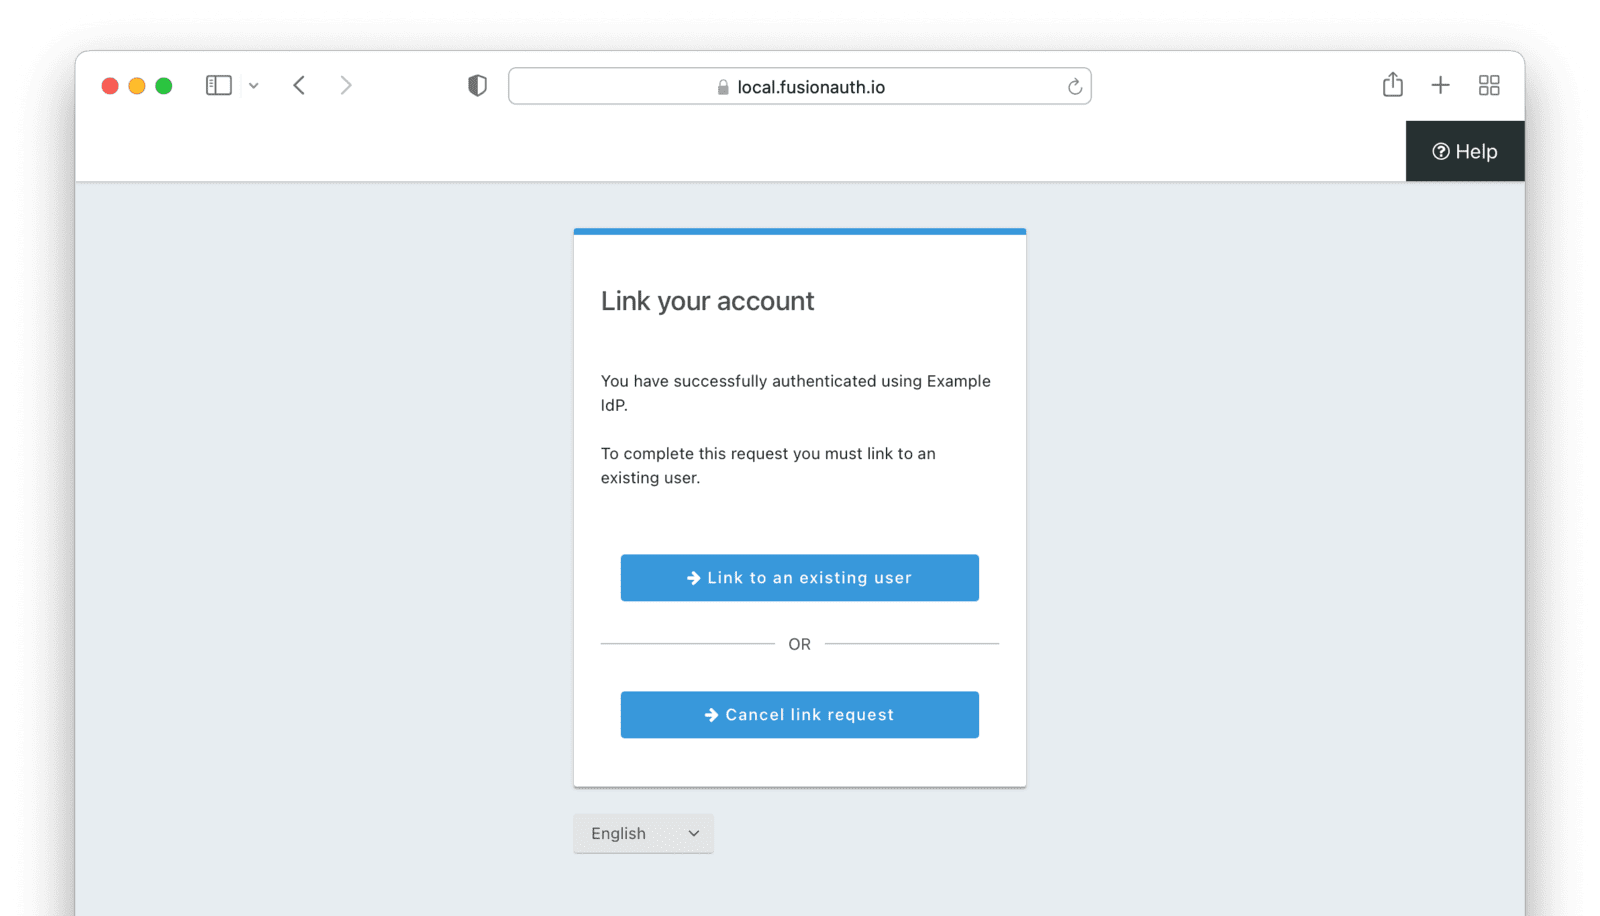 local.fusionauth.io
Help
Link your account
You have successfully authenticated using Example
IdP.
To complete this request you must link to an
existing user.
Link to an existing user
OR
Cancel link request
English